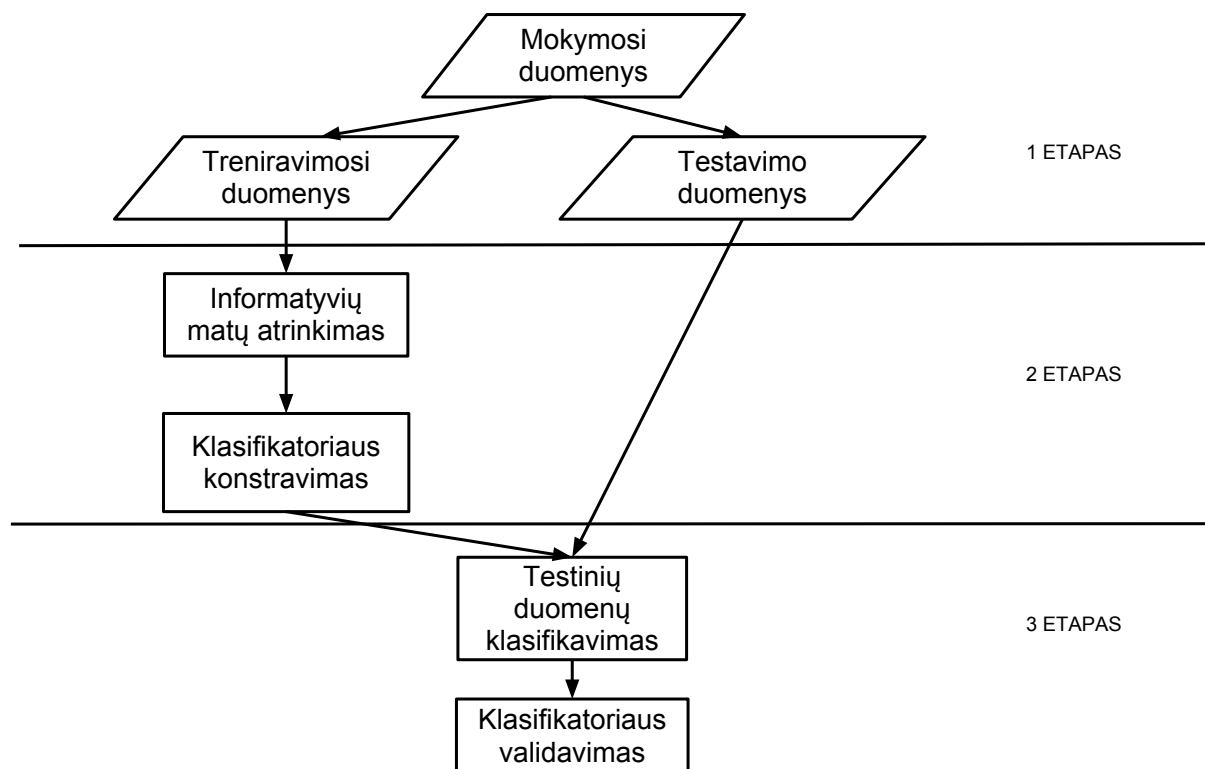 Mokymosi
duomenys
Treniravimosi
duomenys
Testavimo
duomenys
1 ETAPAS
Informatyvių
matų atrinkimas
2 ETAPAS
Klasifikatoriaus
konstravimas
Testinių
duomenų
klasifikavimas
3 ETAPAS
Klasifikatoriaus
validavimas